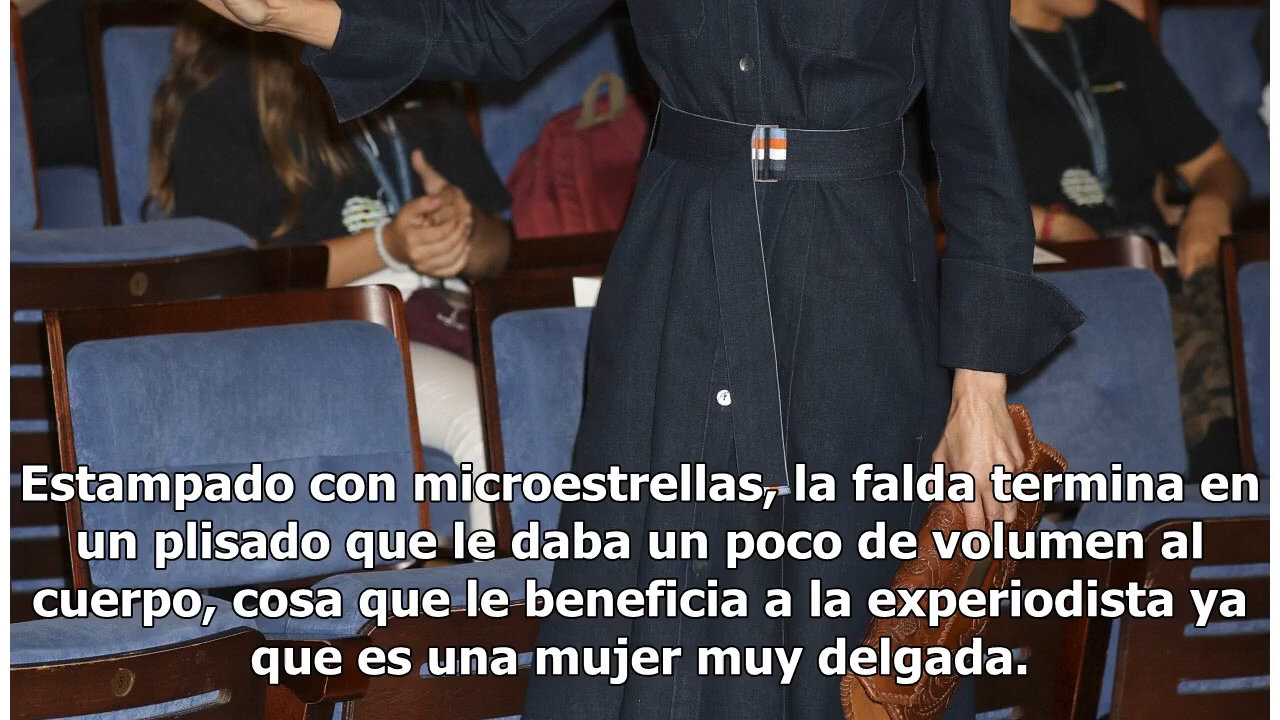 Estampado con microestrellas, la falda termina en
un plisado que le daba un poco de volumen al
cuerpo, cosa que le beneficia a la experiodista ya
que es una mujer muy delgada.
5